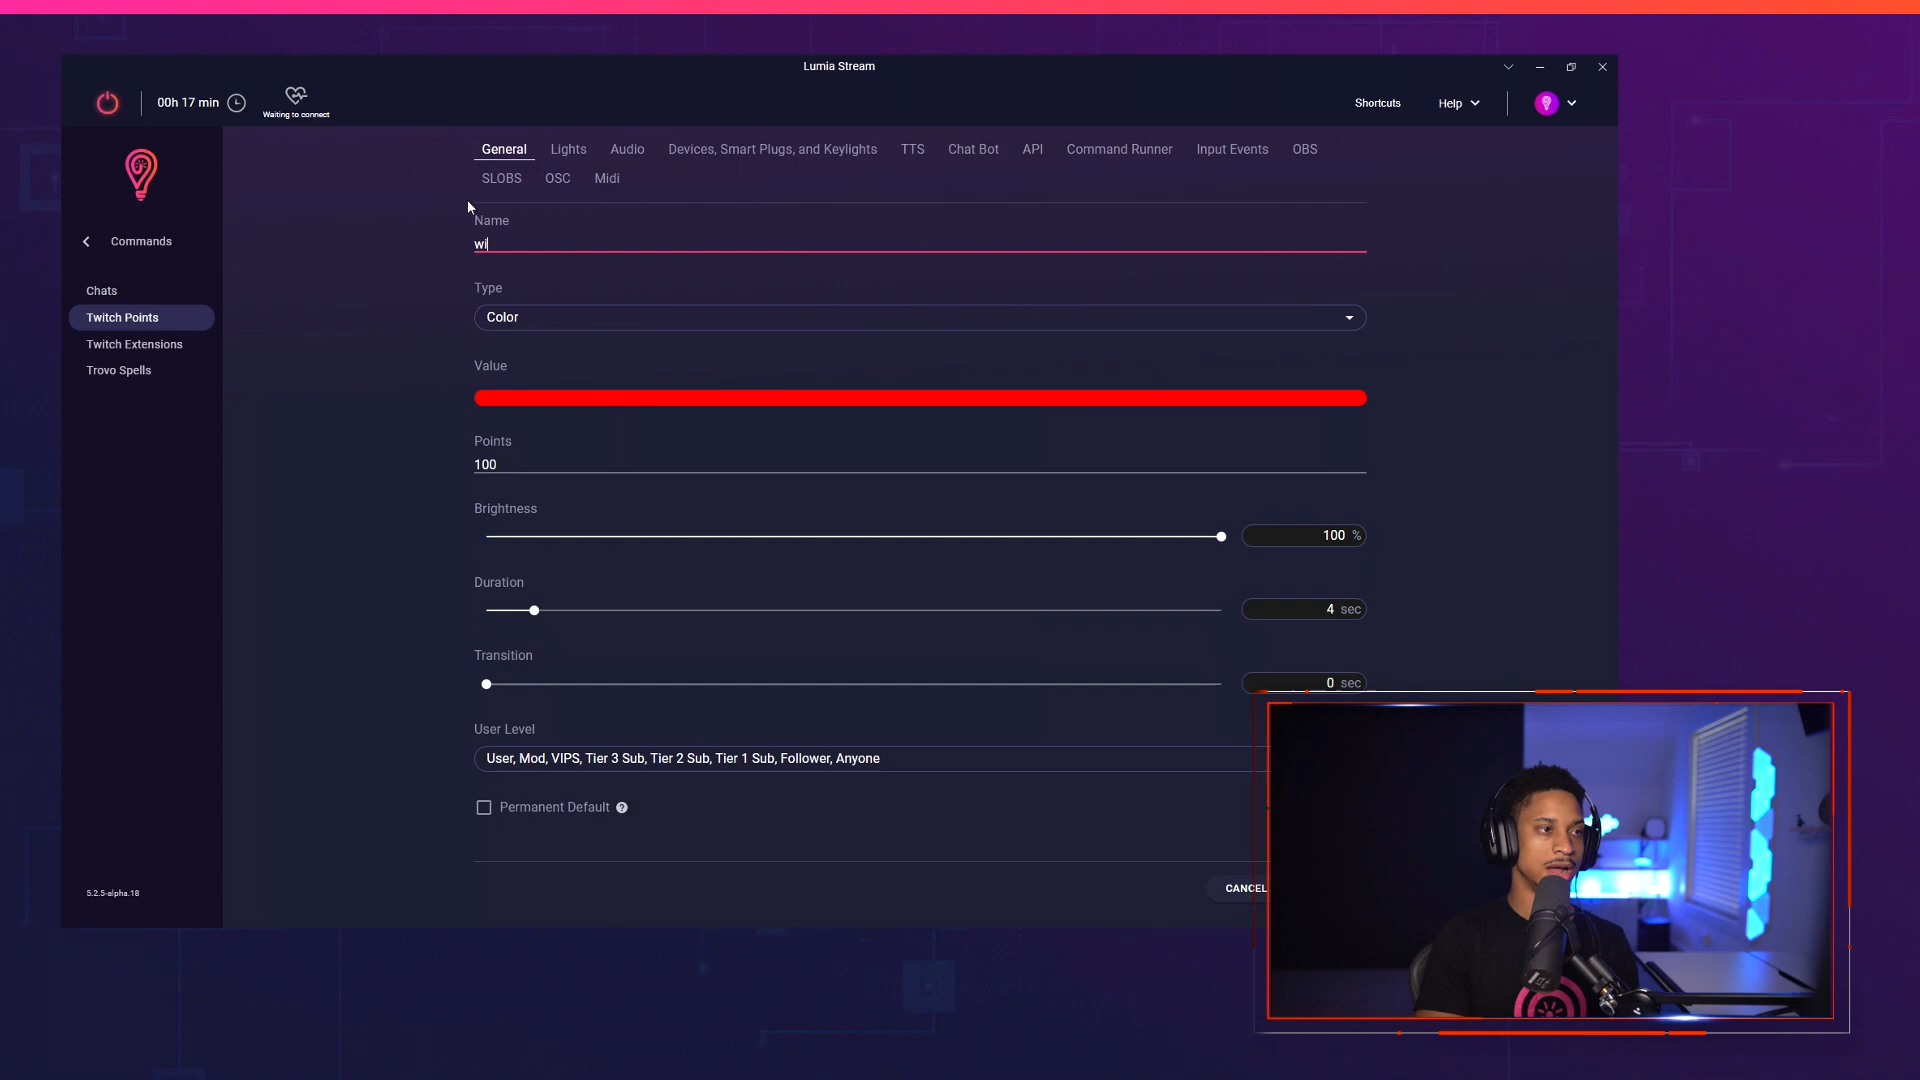 Lumia Stream
00h 17 min
Waiting to connect
Shortcuts
Help
Commands
Chats
Twitch Points
Twitch Extensions
Trovo Spells
5.2.5-alpha.18
General Lights Audio Devices, Smart Plugs, and Keylights TTS Chat Bot API Command Runner Input Events OBS
SLOBS OSC Midi
Name
wi
Type
Color
Value
Points
100
Brightness
100 %
Duration
4 sec
Transition
0 sec
User Level
User, Mod, VIPS, Tier 3 Sub, Tier 2 Sub, Tier 1 Sub, Follower, Anyone
Permanent Default ?
CANCEL